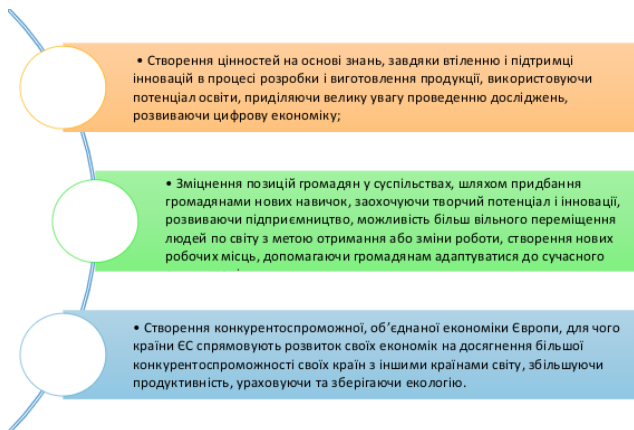 • Створення цінностей на основі знань, завдяки втіленню і підтримці
інновацій в процесі розробки і виготовлення продукції, використовуючи
потенціал освіти, приділяючи велику увагу проведенню досліджень,
розвиваючи цифрову економіку;
• Зміцнення позицій громадян у суспільствах, шляхом придбання
громадянами нових навичок, заохочуючи творчий потенціал і інновації,
розвиваючи підприємництво, можливість більш вільного переміщення
людей по світу з метою отримання або зміни роботи, створення нових
робочих місць, допомагаючи громадянам адаптуватися до сучасного
• Створення конкурентоспроможної, об’єднаної економіки Європи, для чого
країни ЄС спрямовують розвиток своїх економік на досягнення більшої
конкурентоспроможності своїх країн з іншими країнами світу, збільшуючи
продуктивність, ураховуючи та зберігаючи екологію.